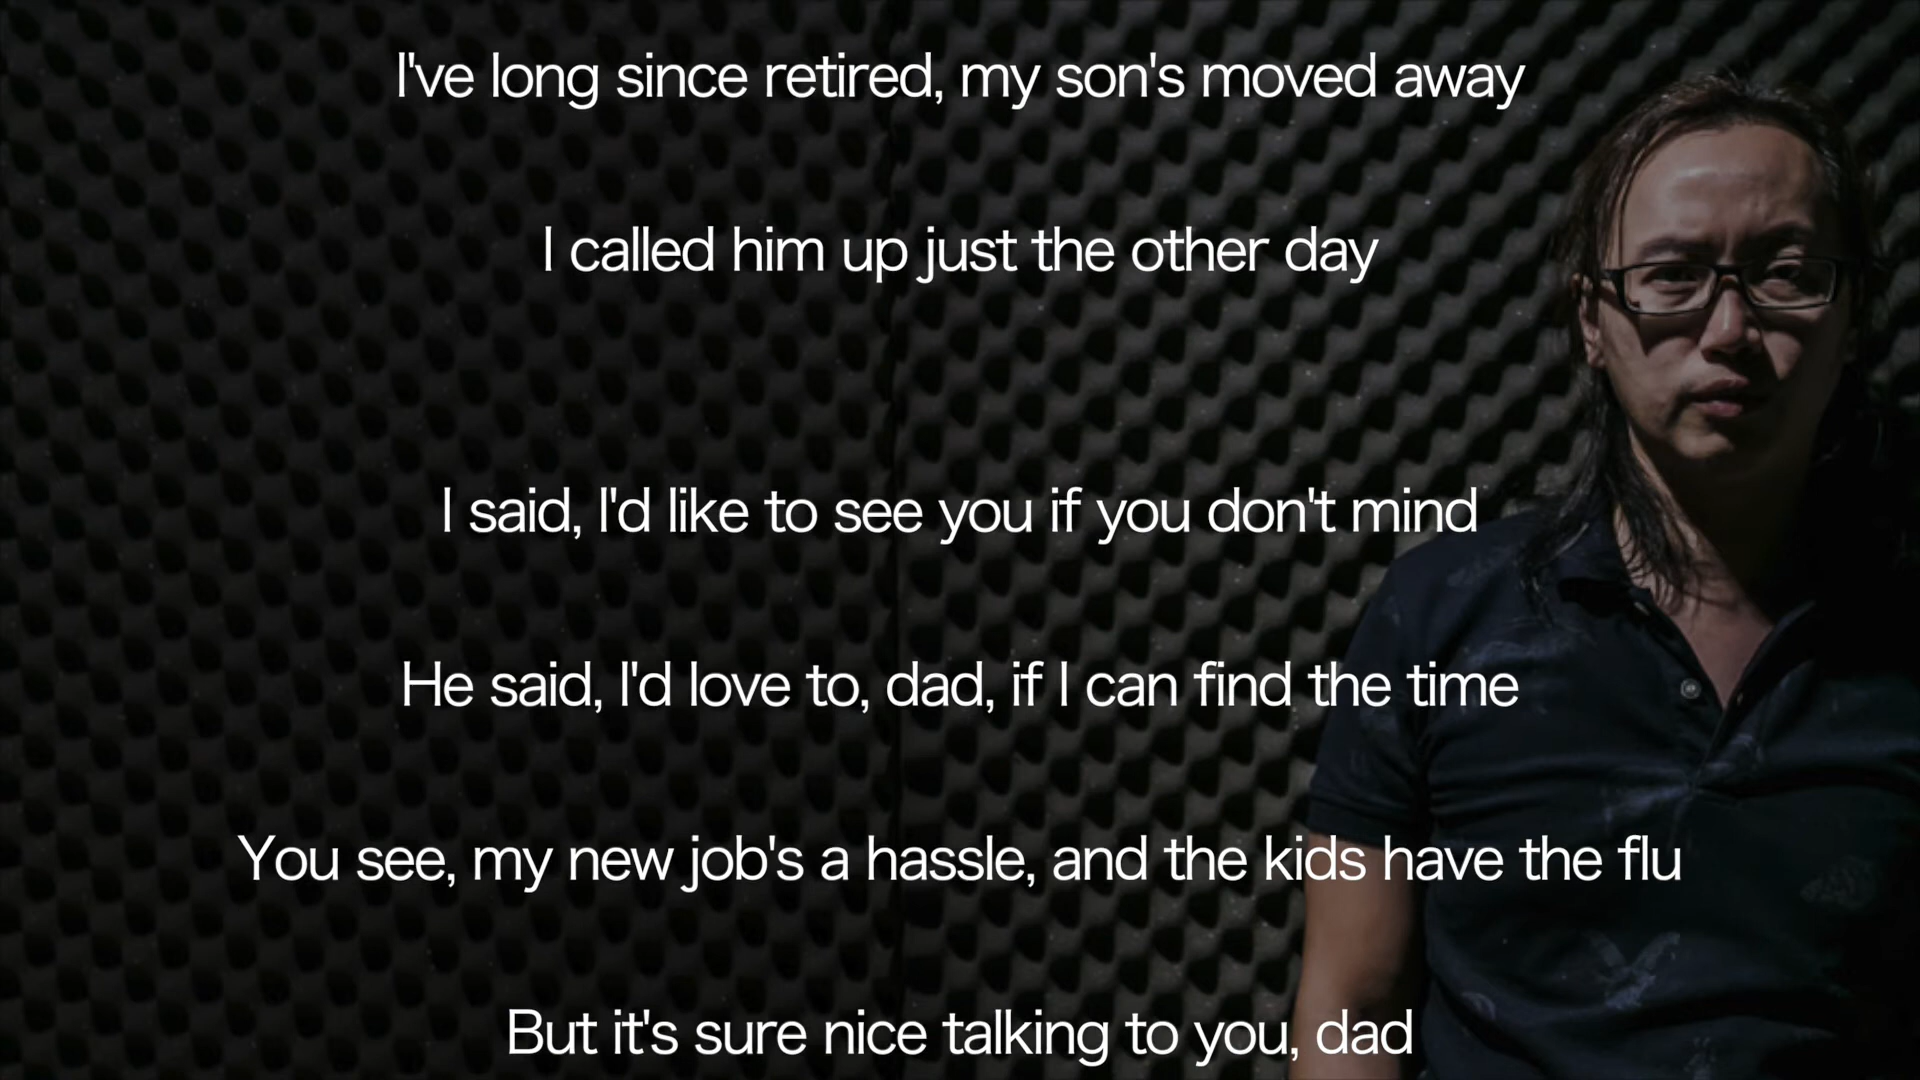 I've long since retired, my son's moved away
I called him up just the other day
I said, I'd like to see you if you don't mind
He said, I'd love to, dad, if I can find the time
You see, my new job's a hassle, and the kids have the flu
But it's sure nice talking to you, dad